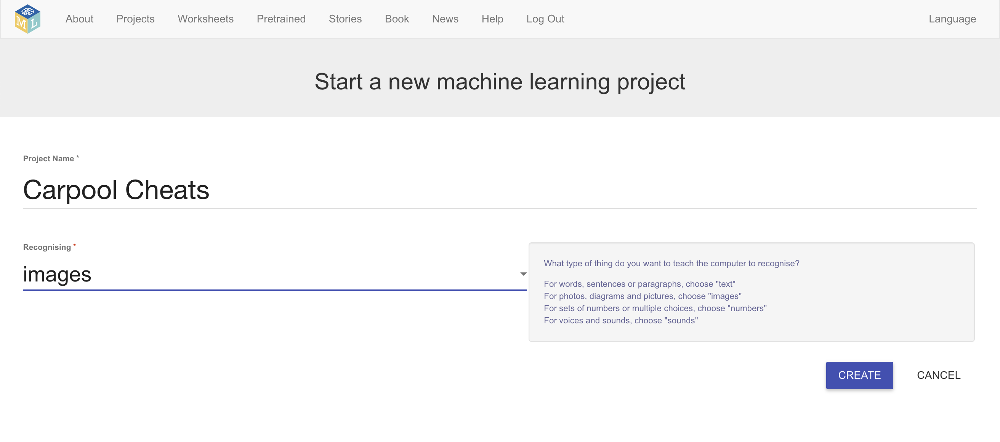 M L
About Projects Worksheets Pretrained Stories Book News Help Log Out Language
Start a new machine learning project
Project Name *
Carpool Cheats
Recognising *
images
What type of thing do you want to teach the computer to recognise?
For words, sentences or paragraphs, choose "text"
For photos, diagrams and pictures, choose "images"
For sets of numbers or multiple choices, choose "numbers"
For voices and sounds, choose "sounds"
CREATE CANCEL